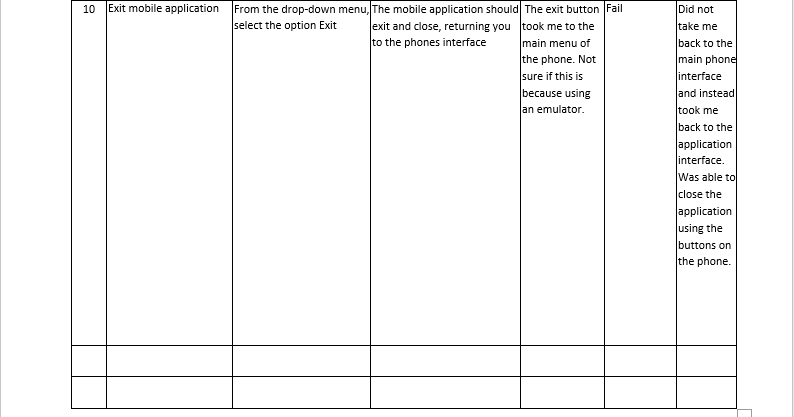 10
Exit mobile application
From the drop-down menu,
select the option Exit
The mobile application should
exit and close, returning you
to the phones interface
The exit button
took me to the
main menu of
the phone. Not
sure if this is
because using
an emulator.
Fail
Did not
take me
back to the
main phone
interface
and instead
took me
back to the
application
interface.
Was able to
close the
application
using the
buttons on
the phone.